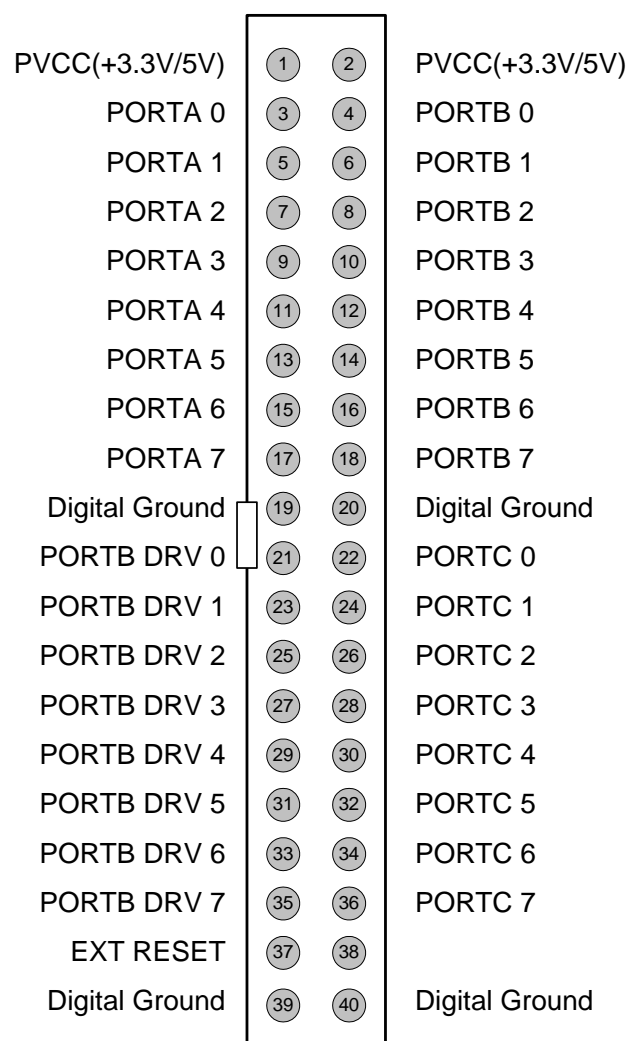 PVCC(+3.3V/5V) 1 2 PVCC(+3.3V/5V)
PORTA 0 3 4 PORTB 0
PORTA 1 5 6 PORTB 1
PORTA 2 7 8 PORTB 2
PORTA 3 9 10 PORTB 3
PORTA 4 11 12 PORTB 4
PORTA 5 13 14 PORTB 5
PORTA 6 15 16 PORTB 6
PORTA 7 17 18 PORTB 7
Digital Ground 19 20 Digital Ground
PORTB DRV 0 21 22 PORTC 0
PORTB DRV 1 23 24 PORTC 1
PORTB DRV 2 25 26 PORTC 2
PORTB DRV 3 27 28 PORTC 3
PORTB DRV 4 29 30 PORTC 4
PORTB DRV 5 31 32 PORTC 5
PORTB DRV 6 33 34 PORTC 6
PORTB DRV 7 35 36 PORTC 7
EXT RESET 37 38
Digital Ground 39 40 Digital Ground